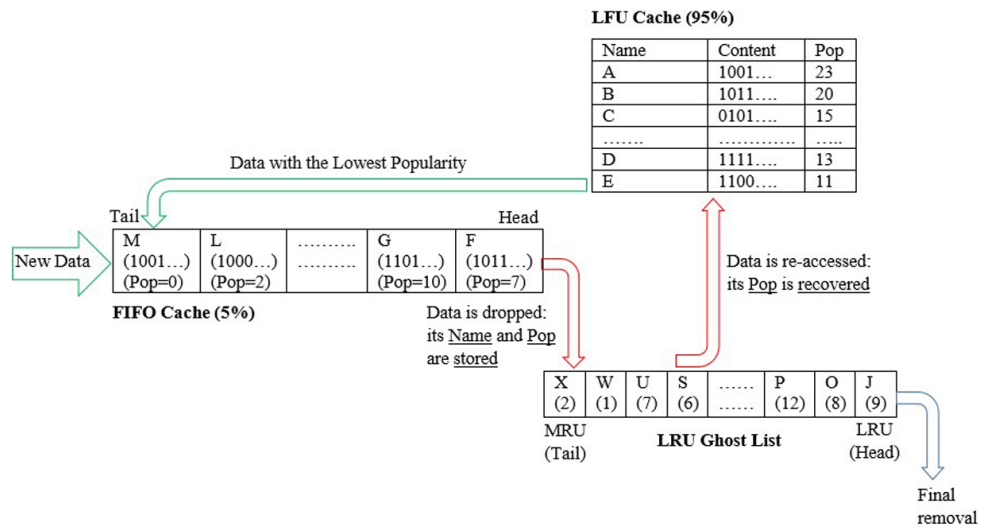 LFU Cache (95%)
Name Content Pop
A 1001… 23
B 1011…. 20
C 0101…. 15
……. …………. …..
D 1111…. 13
E 1100…. 11
Data with the Lowest Popularity
Tail
Head
New Data
M L ………. G F
(1001…) (1000…) ………. (1101…) (1011…)
(Pop=0) (Pop=2) (Pop=10) (Pop=7)
FIFO Cache (5%)
Data is dropped:
its Name and Pop
are stored
Data is re-accessed:
its Pop is recovered
X W U S …… P O J
(2) (1) (7) (6) …… (12) (8) (9)
MRU
(Tail)
LRU Ghost List
LRU
(Head)
Final
removal